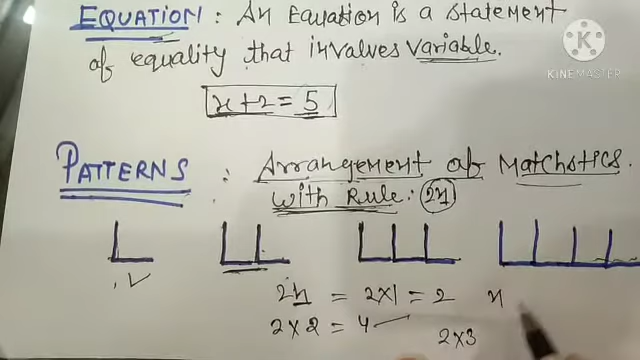 EQUATION: An Equation is a statement
of equality that invalves variable.
x+2=5
PATTERNS : Arrangement of Matchstics
with Rule: 2n
2n = 2×1 = 2 n
2×2 = 4
2×3
K
KINEMASTER